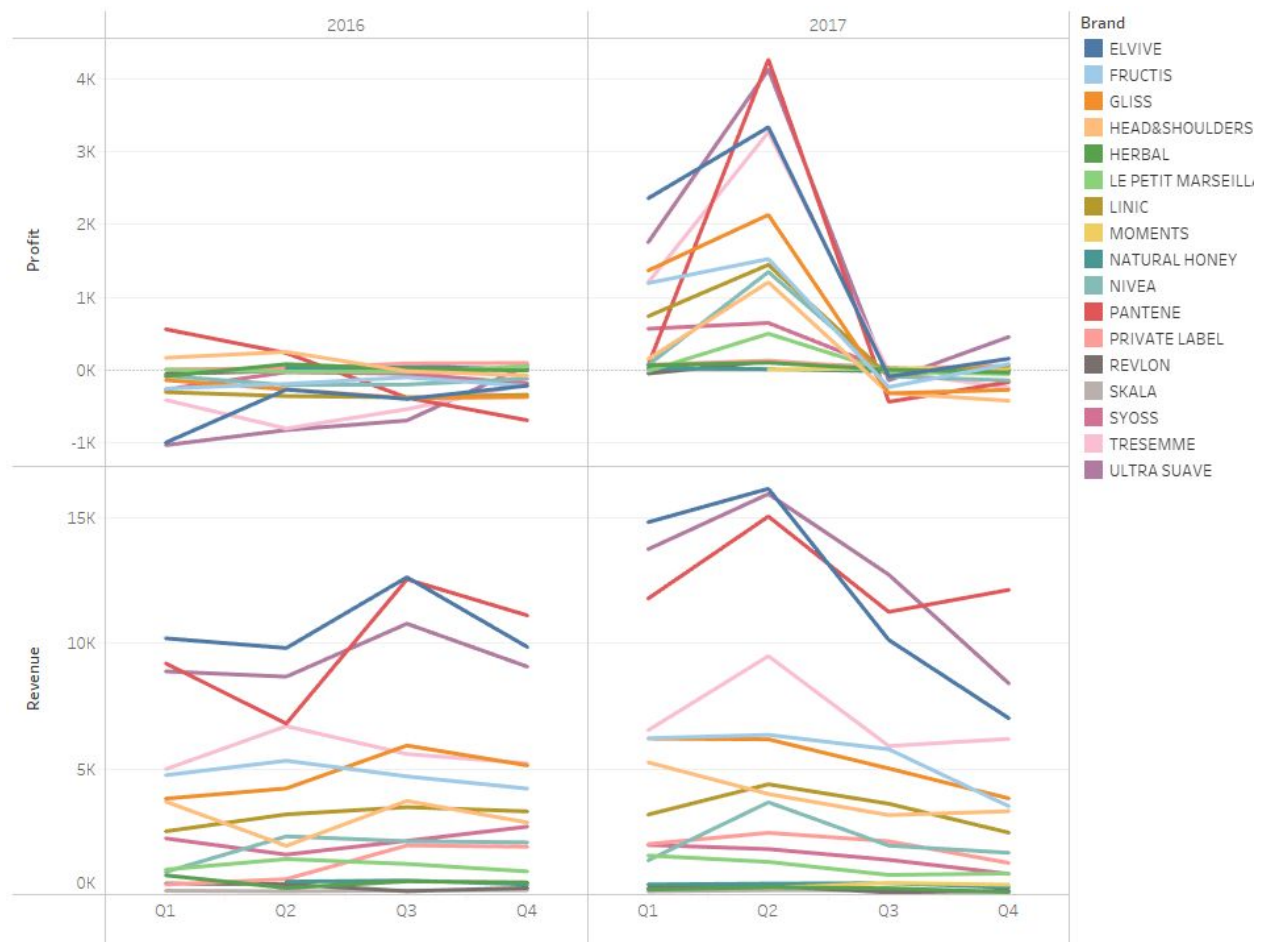 2016
2017
Brand
ELVIVE
FRUCTIS
GLISS
HEAD&SHOULDERS
HERBAL
LE PETIT MARSEILL
LINIC
MOMENTS
NATURAL HONEY
NIVEA
PANTENE
PRIVATE LABEL
REVLON
SKALA
SYOSS
TRESEMME
ULTRA SUAVE
Profit
4K
3K
2K
1K
0K
-1K
Revenue
15K
10K
5K
0K
Q1
Q2
Q3
Q4
Q1
Q2
Q3
Q4